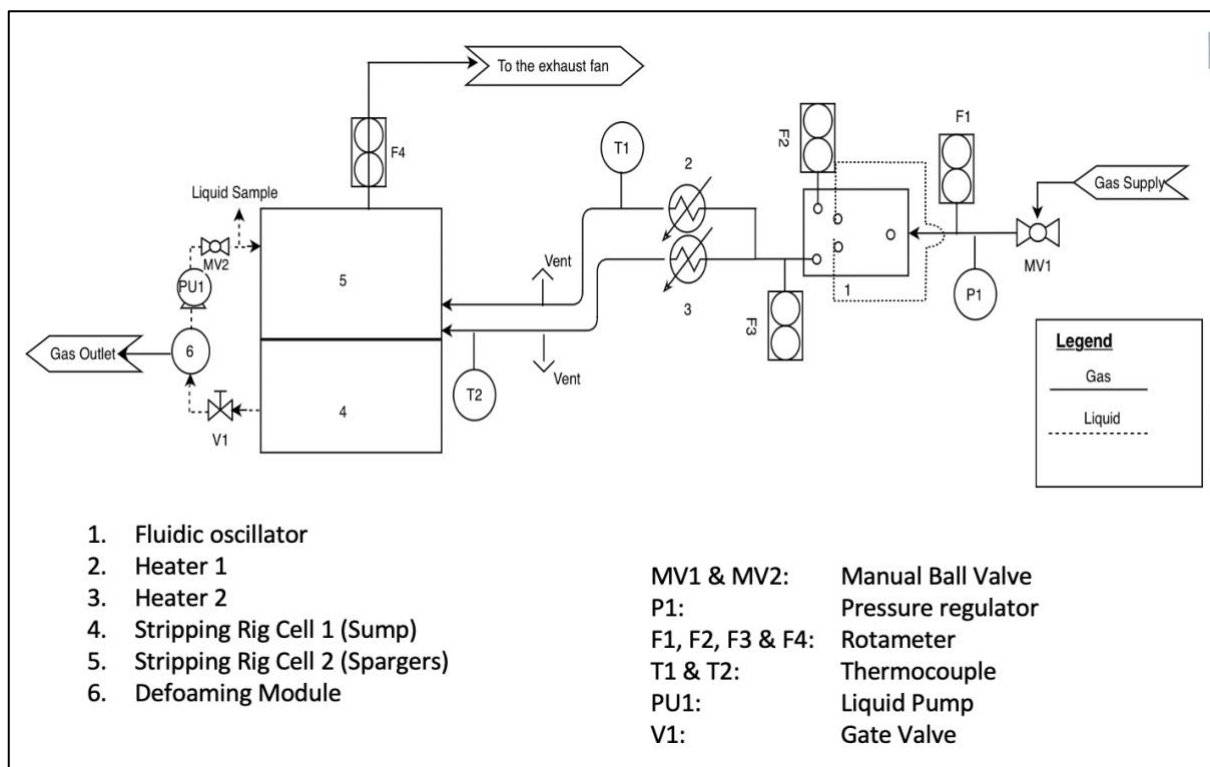 To the exhaust fan
F4
T1
2
F2
F1
Gas Supply
Liquid Sample
MV2
PU1
5
Vent
3
F3
1
P1
MV1
Gas Outlet
6
V1
4
T2
Vent
Legend
Gas
Liquid
1. Fluidic oscillator
2. Heater 1
3. Heater 2
4. Stripping Rig Cell 1 (Sump)
5. Stripping Rig Cell 2 (Spargers)
6. Defoaming Module
MV1 & MV2: Manual Ball Valve
P1: Pressure regulator
F1, F2, F3 & F4: Rotameter
T1 & T2: Thermocouple
PU1: Liquid Pump
V1: Gate Valve